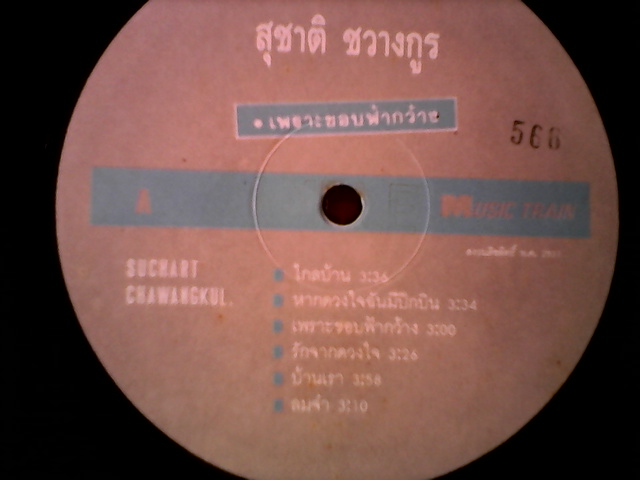 สุชาติ ชวางกูร
• เพราะขอบฟ้ากว้าง
566
A
MUSIC TRAIN
SUCHART
CHAWANGKUL.
ไกลบ้าน 3:36
หากดวงใจฉันมีปีกบิน 3:34
เพราะขอบฟ้ากว้าง 3:00
รักจากดวงใจ 3:26
บ้านเรา 3:58
ลมจ๋า 3:10